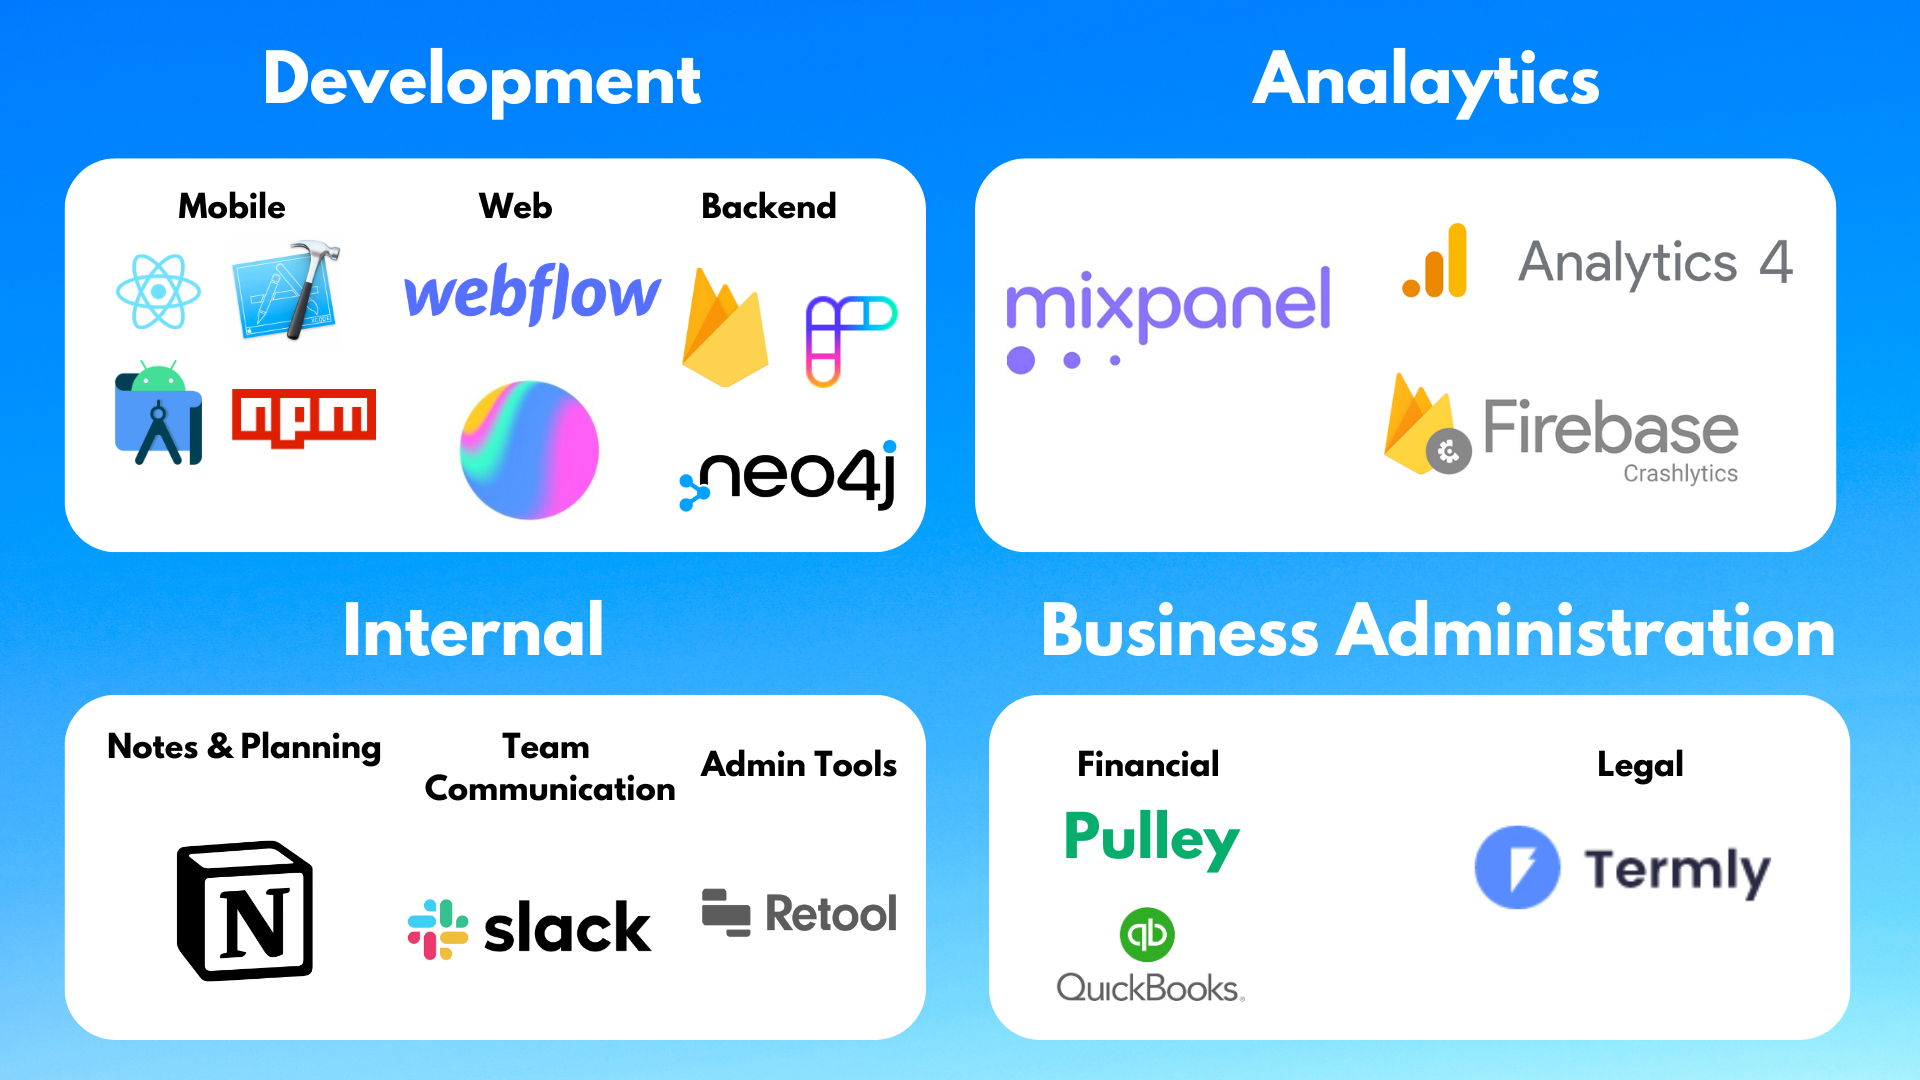 Development
Mobile
Web
Backend
webflow
npm
neo4j
Analaytics
mixpanel
Analytics 4
Firebase
Crashlytics
Internal
Notes & Planning
Team
Communication
Admin Tools
N
slack
Retool
Business Administration
Financial
Legal
Pulley
qb
QuickBooks
Termly